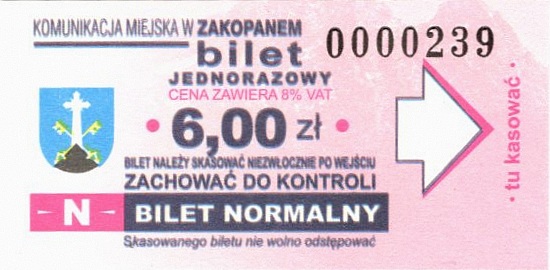 KOMUNIKACJA MIEJSKA W ZAKOPANEM
bilet
0000239
JEDNORAZOWY
CENA ZAWIERA 8% VAT
• 6,00 zł •
BILET NALEŻY SKASOWAĆ NIEZWŁOCZNIE PO WEJŚCIU
ZACHOWAĆ DO KONTROLI
- N - BILET NORMALNY
Skasowanego biletu nie wolno odstępować
• tu kasować •